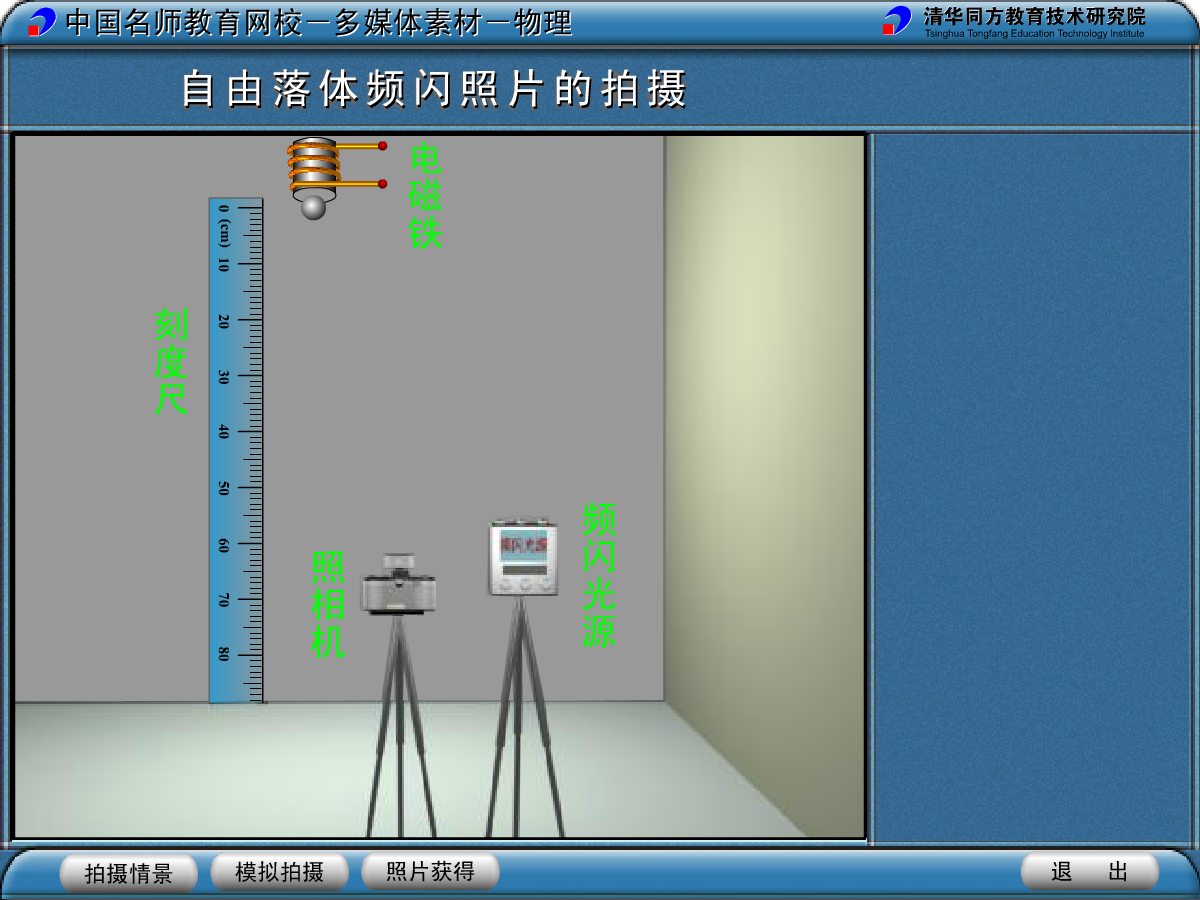 中国名师教育网校－多媒体素材－物理
清华同方教育技术研究院
Tsinghua Tongfang Education Technology Institute
自由落体频闪照片的拍摄
电磁铁
0 (cm) 10 20 30 40 50 60 70 80
刻度尺
频闪光源
频闪光源
照相机
拍摄情景
模拟拍摄
照片获得
退 出